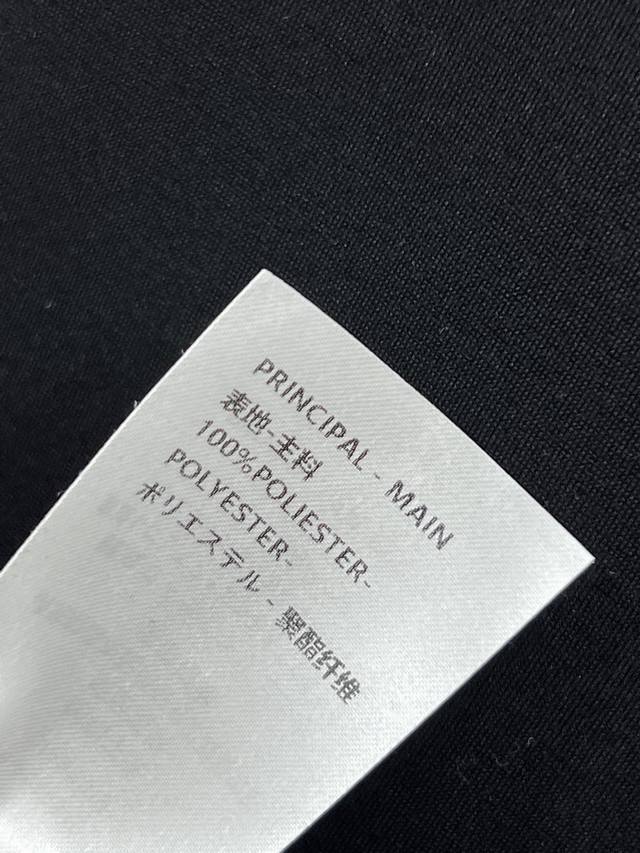 PRINCIPAL - MAIN
表地-主料
100%POLIESTER-
POLYESTER-
ポリエステル - 聚酯纤维